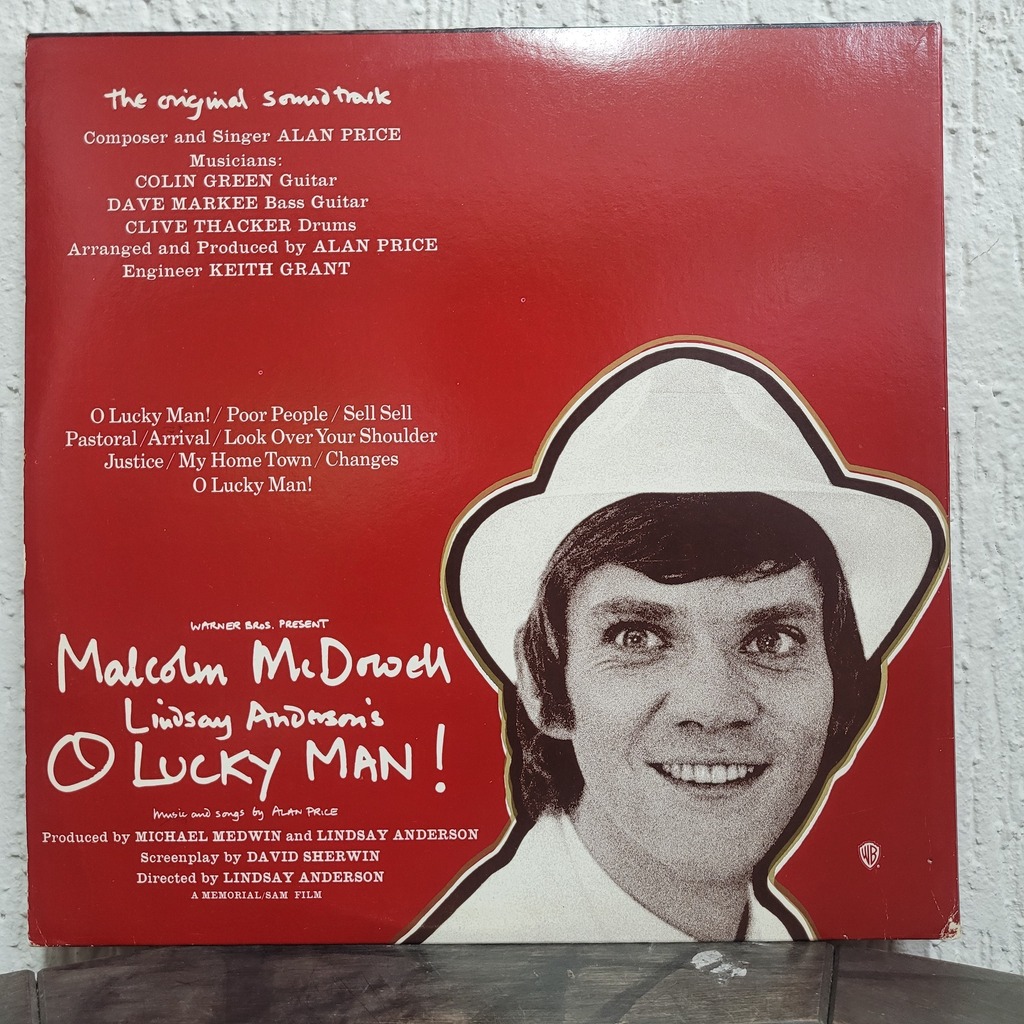 The original soundtrack
Composer and Singer ALAN PRICE
Musicians:
COLIN GREEN Guitar
DAVE MARKEE Bass Guitar
CLIVE THACKER Drums
Arranged and Produced by ALAN PRICE
Engineer KEITH GRANT
O Lucky Man! / Poor People / Sell Sell
Pastoral / Arrival / Look Over Your Shoulder
Justice / My Home Town / Changes
O Lucky Man!
WARNER BROS. PRESENT
Malcolm McDowell
Lindsay Anderson's
O LUCKY MAN!
music and songs by ALAN PRICE
Produced by MICHAEL MEDWIN and LINDSAY ANDERSON
Screenplay by DAVID SHERWIN
Directed by LINDSAY ANDERSON
A MEMORIAL/SAM FILM
WB